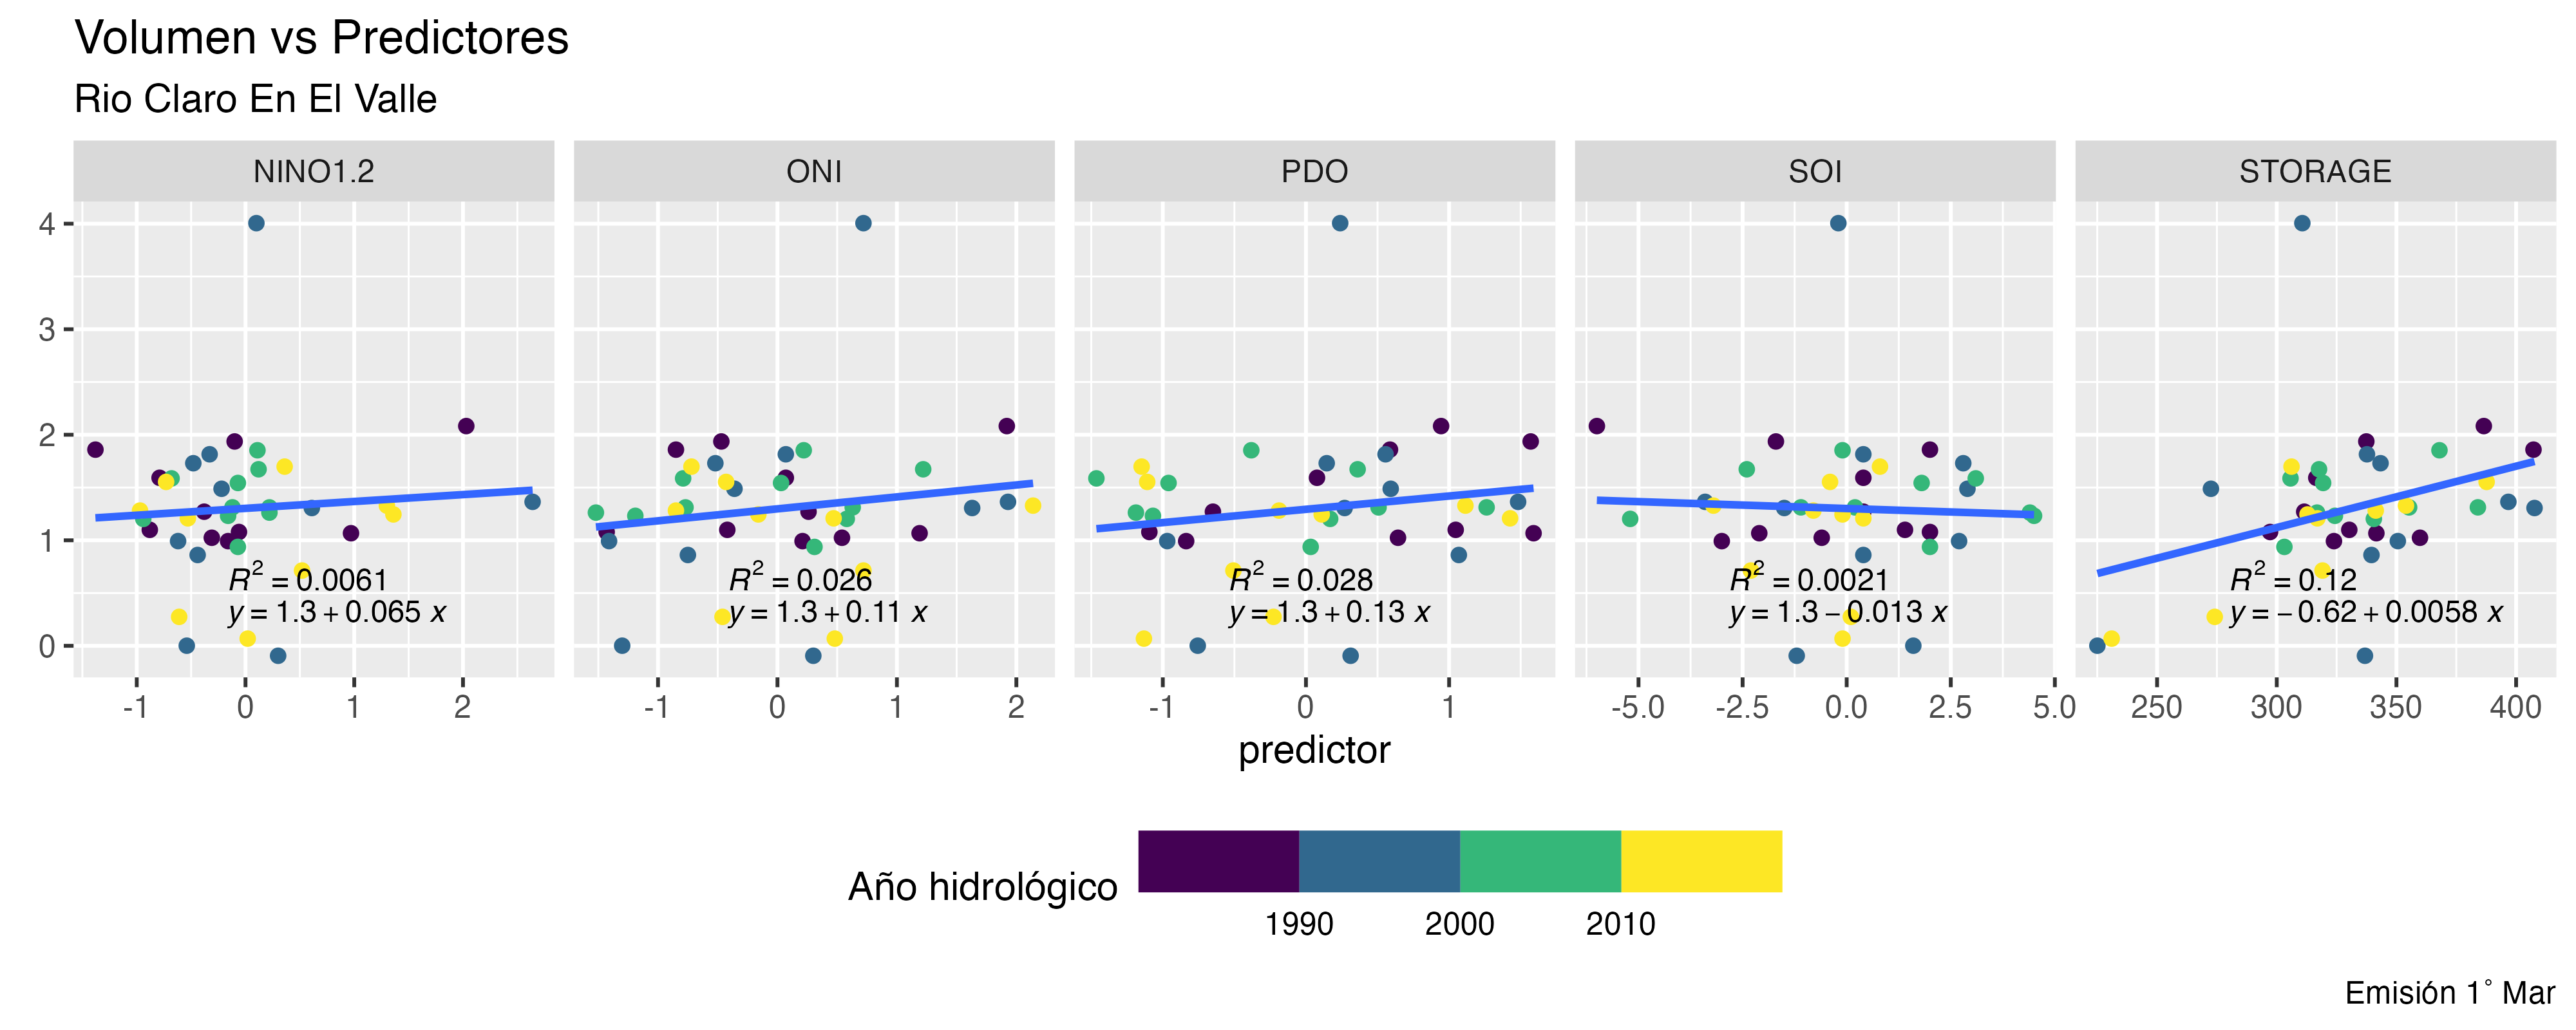 Volumen vs Predictores
Rio Claro En El Valle
NINO1.2 ONI PDO SOI STORAGE
4
3
2
1
0
R² = 0.0061
y = 1.3 + 0.065 x
R² = 0.026
y = 1.3 + 0.11 x
R² = 0.028
y = 1.3 + 0.13 x
R² = 0.0021
y = 1.3 − 0.013 x
R² = 0.12
y = − 0.62 + 0.0058 x
-1 0 1 2 -1 0 1 2 -1 0 1 -5.0 -2.5 0.0 2.5 5.0 250 300 350 400
predictor
Año hidrológico
1990 2000 2010
Emisión 1° Mar